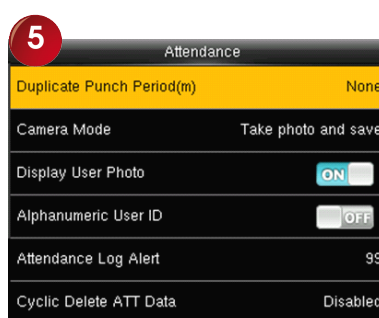 5
Attendance
Duplicate Punch Period(m) None
Camera Mode Take photo and save
Display User Photo ON
Alphanumeric User ID OFF
Attendance Log Alert 99
Cyclic Delete ATT Data Disabled